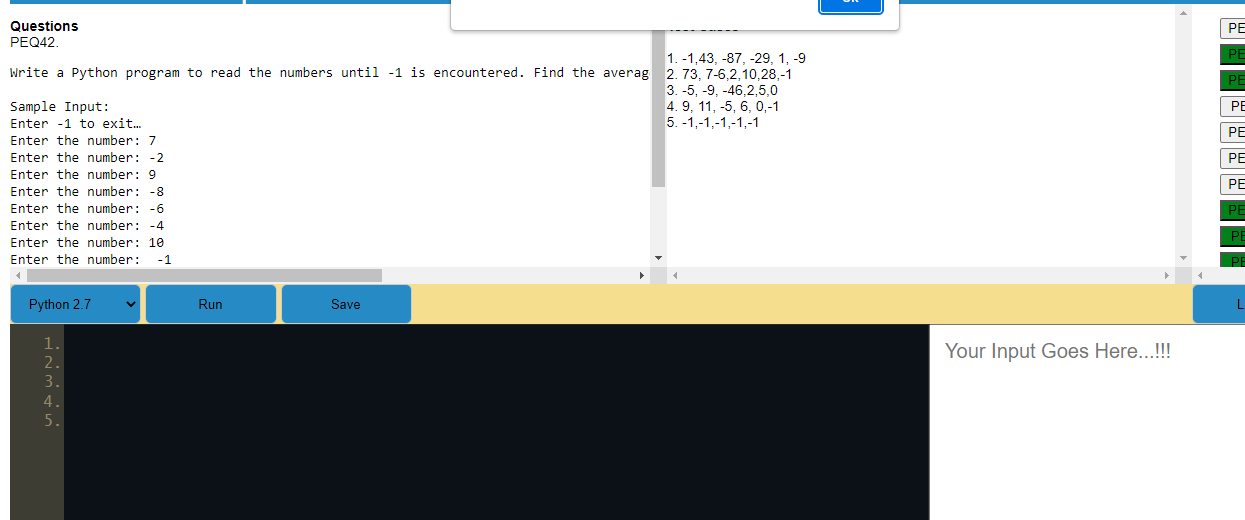 Questions
PEQ42.
Write a Python program to read the numbers until -1 is encountered. Find the averag
Sample Input:
Enter -1 to exit…
Enter the number: 7
Enter the number: -2
Enter the number: 9
Enter the number: -8
Enter the number: -6
Enter the number: -4
Enter the number: 10
Enter the number:  -1
1. -1,43, -87, -29, 1, -9
2. 73, 7-6,2,10,28,-1
3. -5, -9, -46,2,5,0
4. 9, 11, -5, 6, 0,-1
5. -1,-1,-1,-1,-1
PE
PE
PE
PE
PE
PE
PE
PE
PE
PE
Python 2.7
Run
Save
L
1.
2.
3.
4.
5.
Your Input Goes Here...!!!